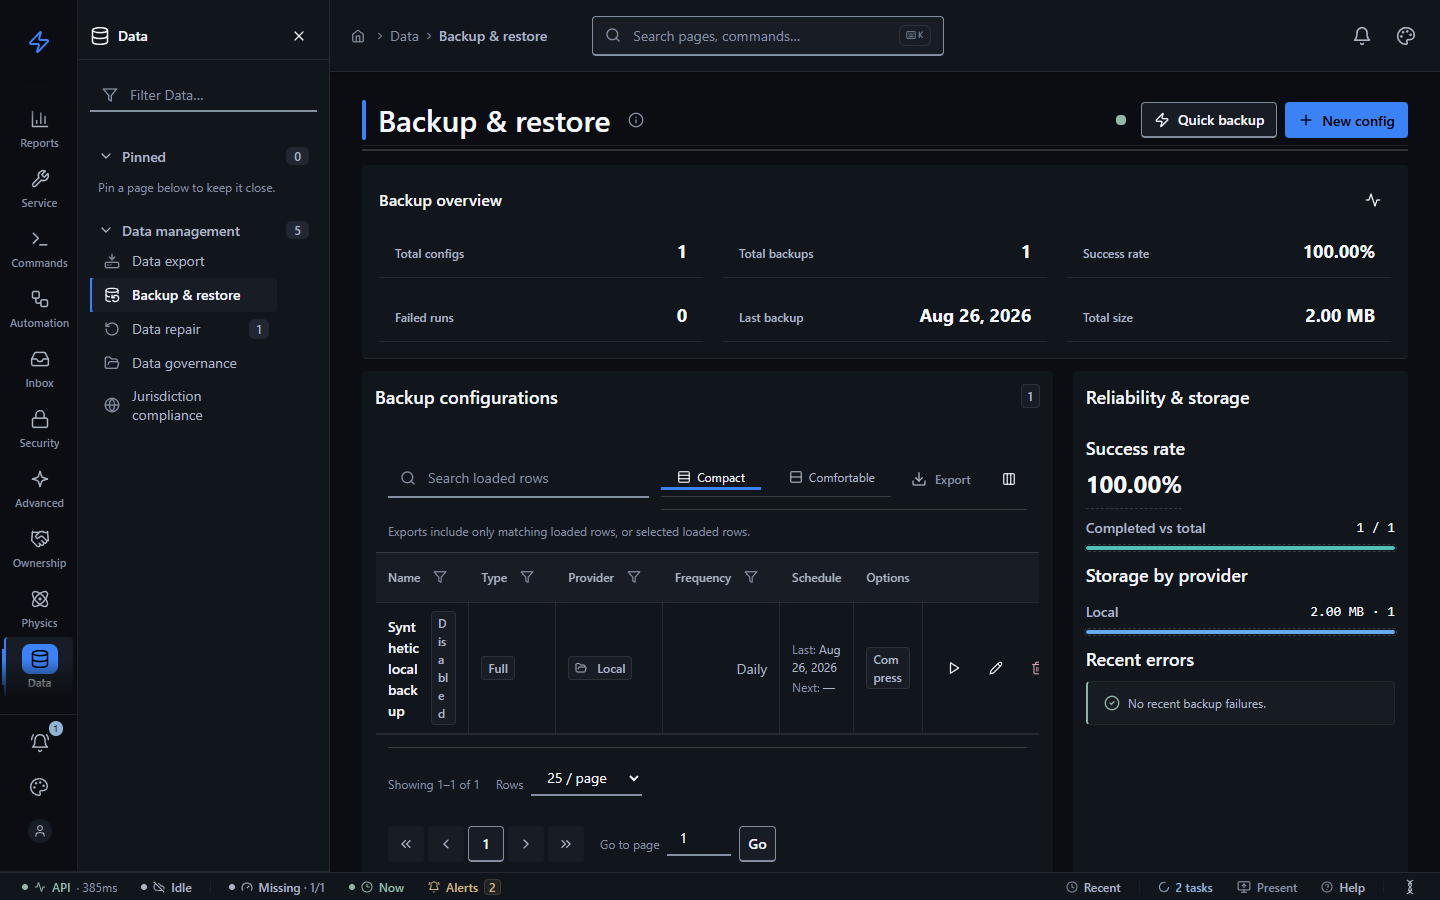 Data
Filter Data...
Pinned
0
Pin a page below to keep it close.
Data management
5
Data export
Backup & restore
Data repair
1
Data governance
Jurisdiction
compliance
Reports
Service
Commands
Automation
Inbox
Security
Advanced
Ownership
Physics
Data
1
Data
Backup & restore
Search pages, commands...
K
Backup & restore
Quick backup
New config
Backup overview
Total configs
1
Total backups
1
Success rate
100.00%
Failed runs
0
Last backup
Aug 26, 2026
Total size
2.00 MB
Backup configurations
1
Search loaded rows
Compact
Comfortable
Export
Exports include only matching loaded rows, or selected loaded rows.
Name
Type
Provider
Frequency
Schedule
Options
Synt
hetic
local
back
up
D
is
a
bl
e
d
Full
Local
Daily
Last: Aug
26, 2026
Next: —
Com
press
Showing 1–1 of 1
Rows
25 / page
1
Go to page
1
Go
Reliability & storage
Success rate
100.00%
Completed vs total
1 / 1
Storage by provider
Local
2.00 MB · 1
Recent errors
No recent backup failures.
API · 385ms
Idle
Missing · 1/1
Now
Alerts
2
Recent
2 tasks
Present
Help